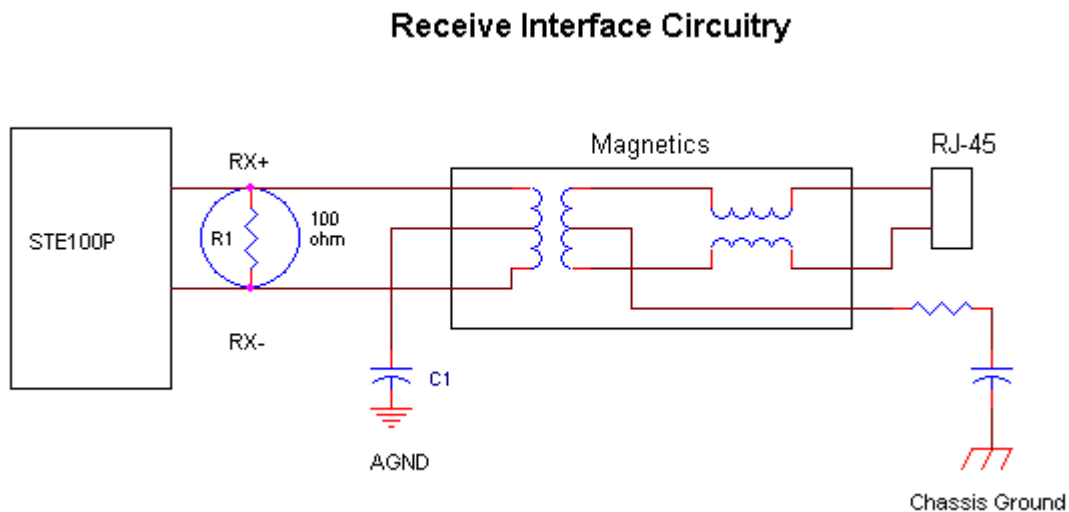 Receive Interface Circuitry
Magnetics
RJ-45
RX+
STE100P
R1
100
ohm
RX-
C1
AGND
Chassis Ground